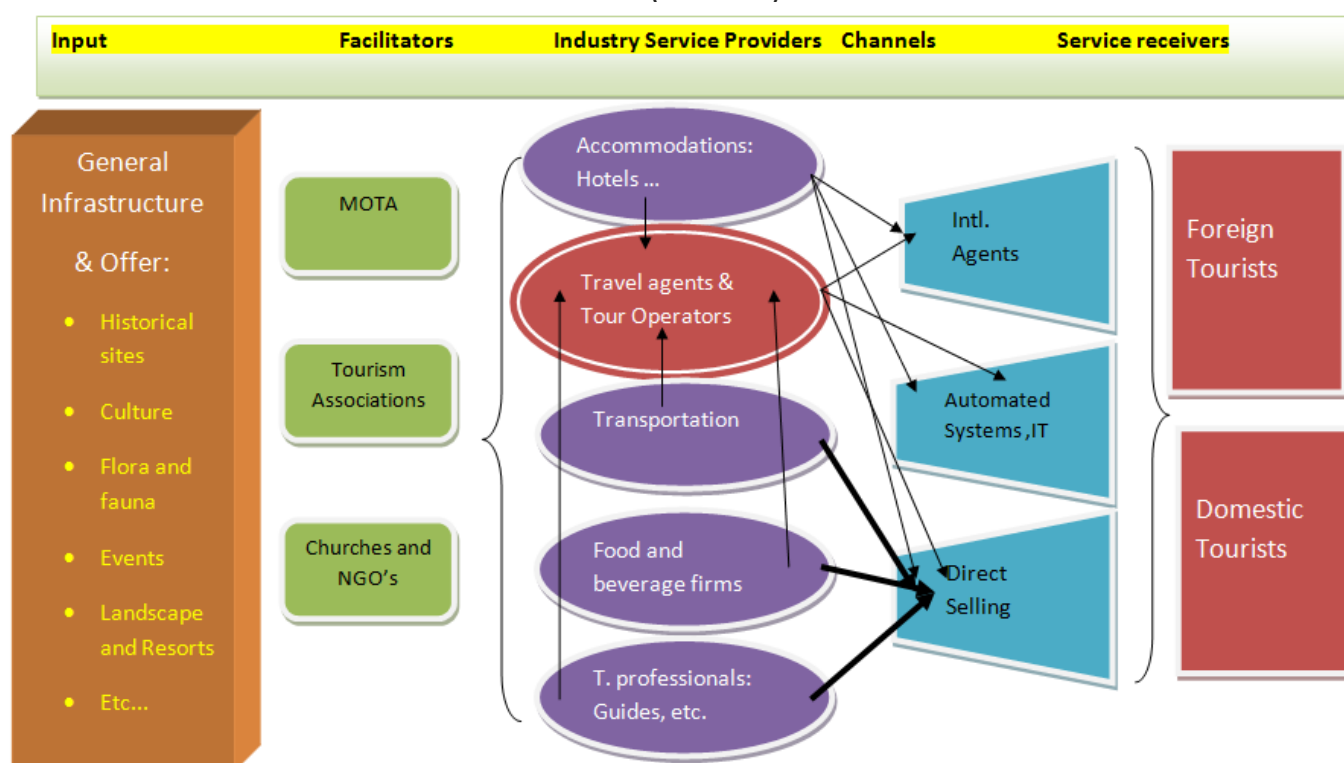 Input Facilitators Industry Service Providers Channels Service receivers
General
Infrastructure
& Offer:
• Historical
sites
• Culture
• Flora and
fauna
• Events
• Landscape
and Resorts
• Etc...
MOTA
Tourism
Associations
Churches and
NGO's
Accommodations:
Hotels ...
Travel agents &
Tour Operators
Transportation
Food and
beverage firms
T. professionals:
Guides, etc.
Intl.
Agents
Automated
Systems ,IT
Direct
Selling
Foreign
Tourists
Domestic
Tourists